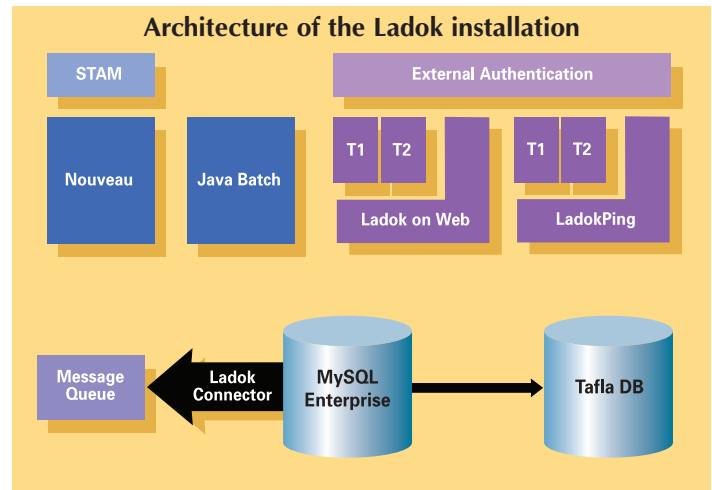 Architecture of the Ladok installation
STAM
External Authentication
Nouveau
Java Batch
T1
T2
Ladok on Web
T1
T2
LadokPing
Message
Queue
Ladok
Connector
MySQL
Enterprise
Tafla DB